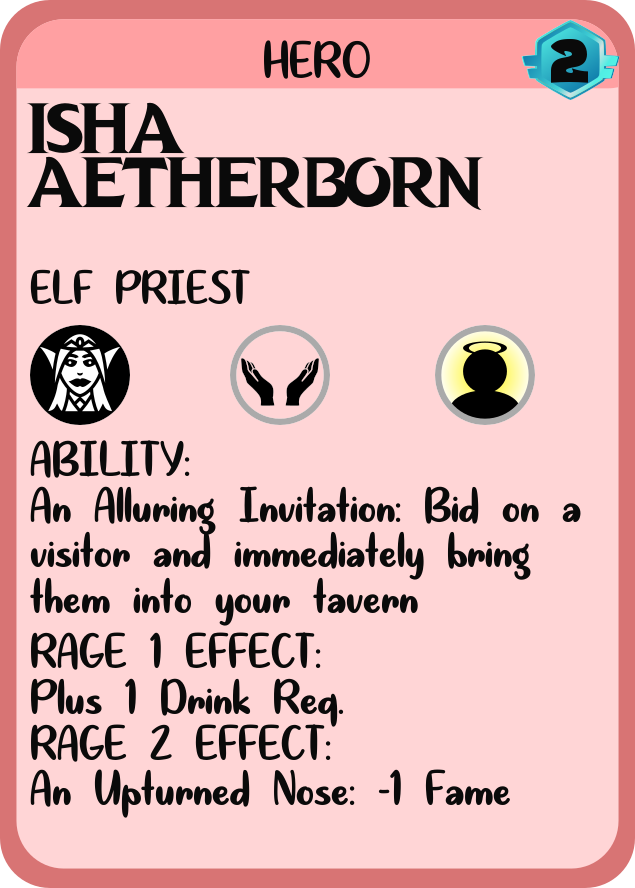 HERO
2
ISHA
AETHERBORN
ELF PRIEST
ABILITY:
An Alluring Invitation: Bid on a
visitor and immediately bring
them into your tavern
RAGE 1 EFFECT:
Plus 1 Drink Req.
RAGE 2 EFFECT:
An Upturned Nose: -1 Fame